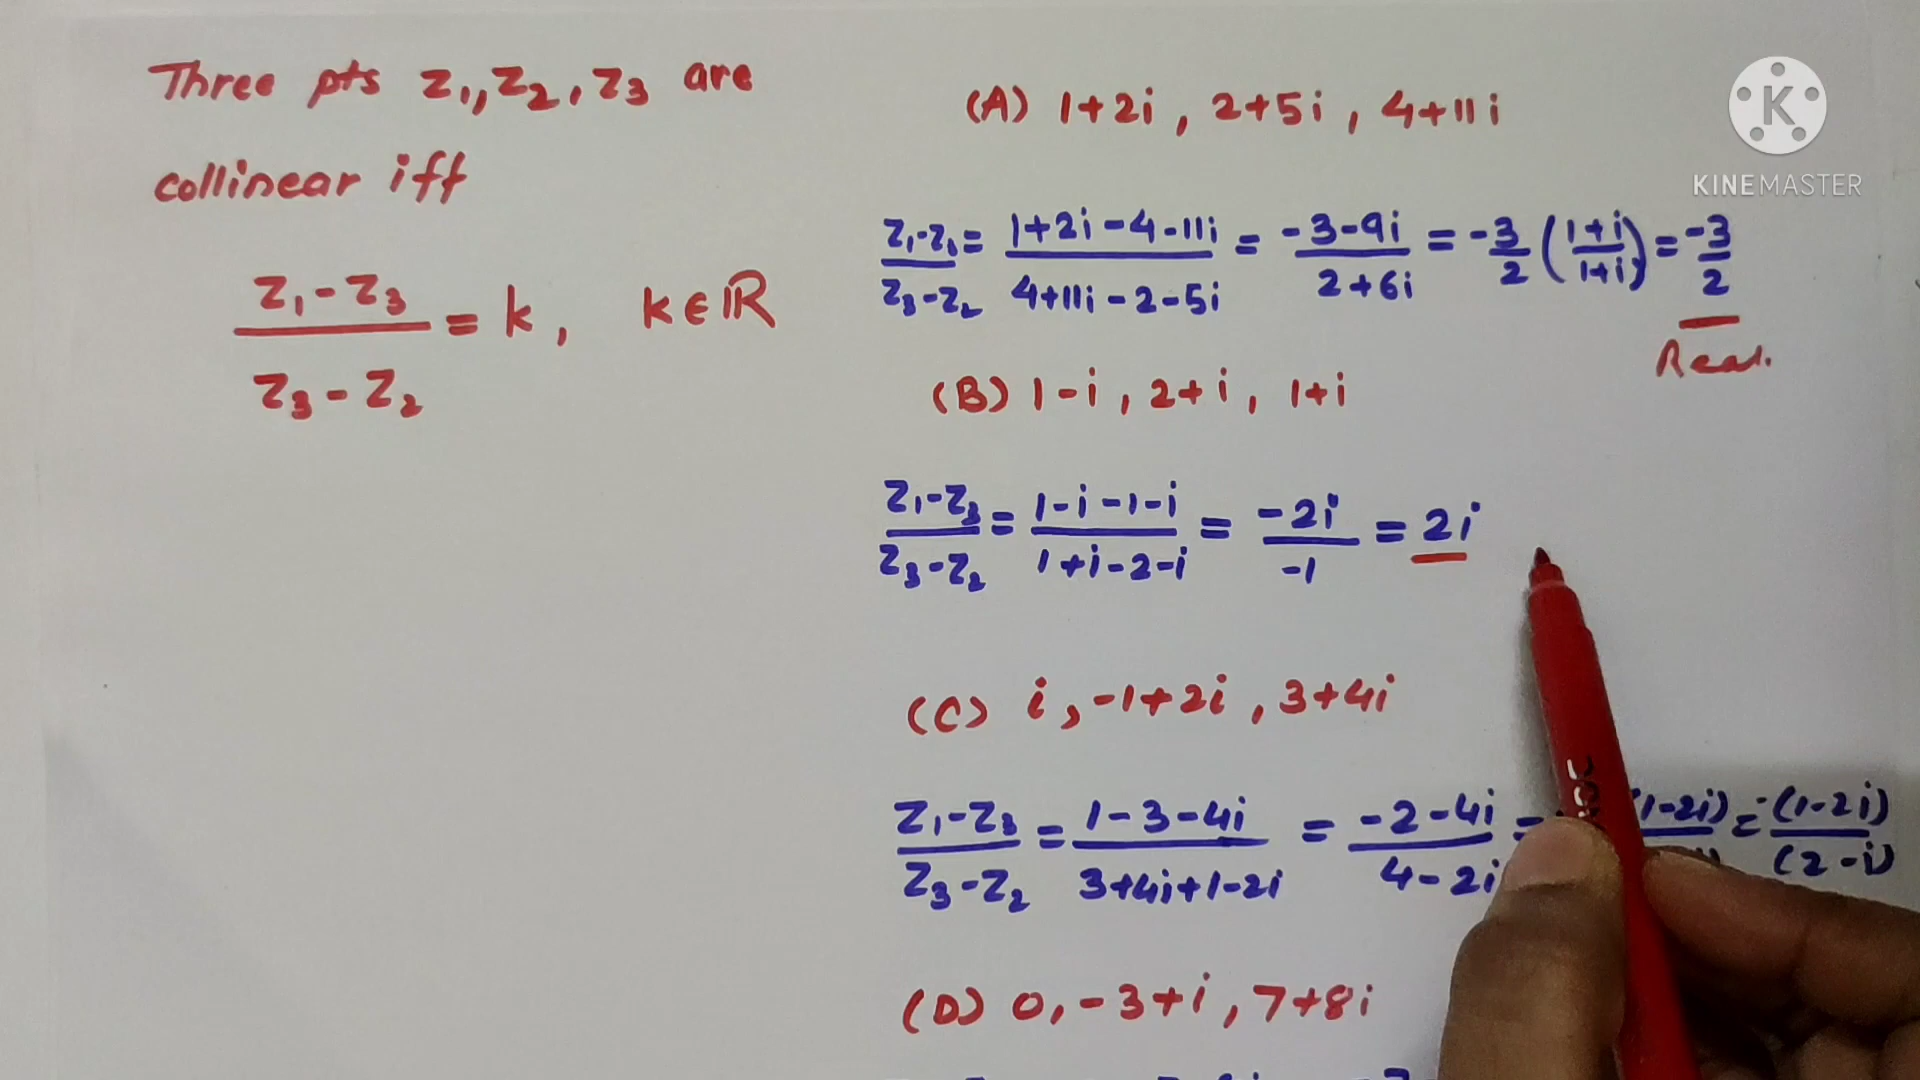 Three pts z₁, z₂, z₃ are
collinear iff
(z₁ - z₃)/(z₃ - z₂) = k, k ∈ ℝ
K
KINEMASTER
(A) 1+2i, 2+5i, 4+11i
(z₁-z₃)/(z₃-z₂) = (1+2i-4-11i)/(4+11i-2-5i) = (-3-9i)/(2+6i) = -3/2 ((1+i)/(1+i)) = -3/2
Real.
(B) 1-i, 2+i, 1+i
(z₁-z₃)/(z₃-z₂) = (1-i-1-i)/(1+i-2-i) = -2i/-1 = 2i
(C) i, -1+2i, 3+4i
(z₁-z₃)/(z₃-z₂) = (1-3-4i)/(3+4i+1-2i) = (-2-4i)/(4-2i) = (1-2i) = -(1-2i)/(2-i)
(D) 0, -3+i, 7+8i